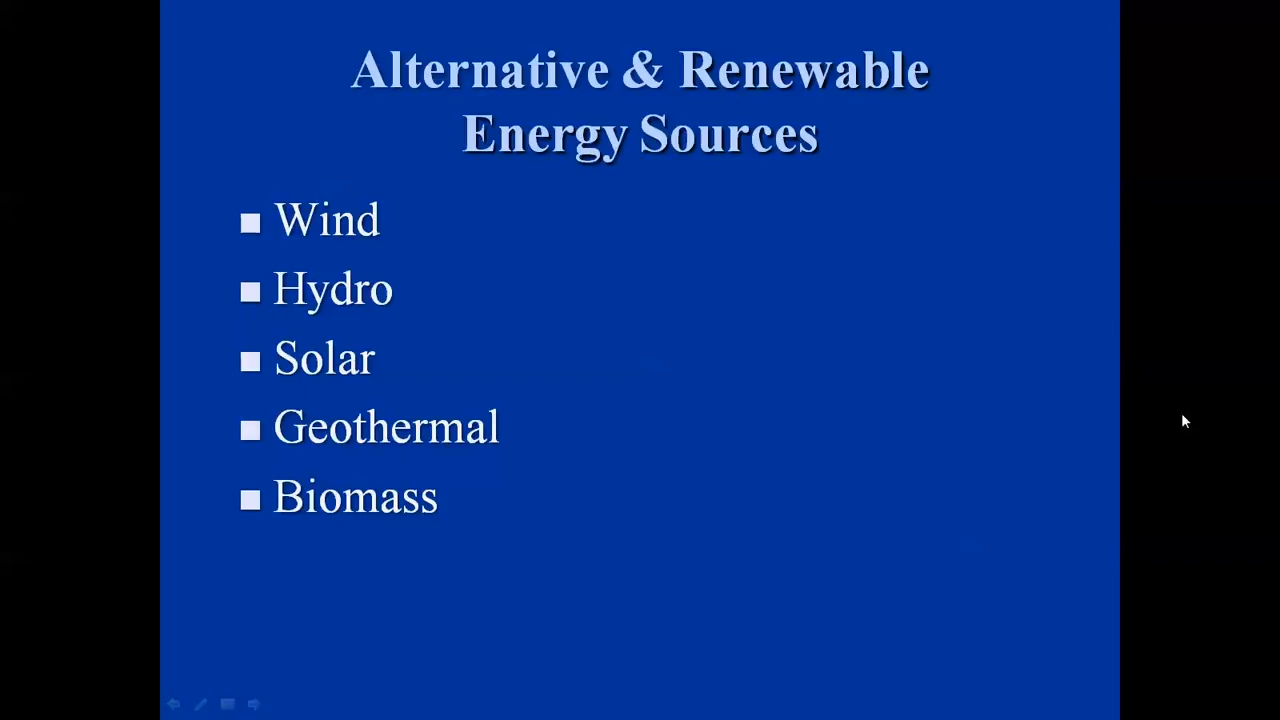 Alternative & Renewable
Energy Sources
Wind
Hydro
Solar
Geothermal
Biomass